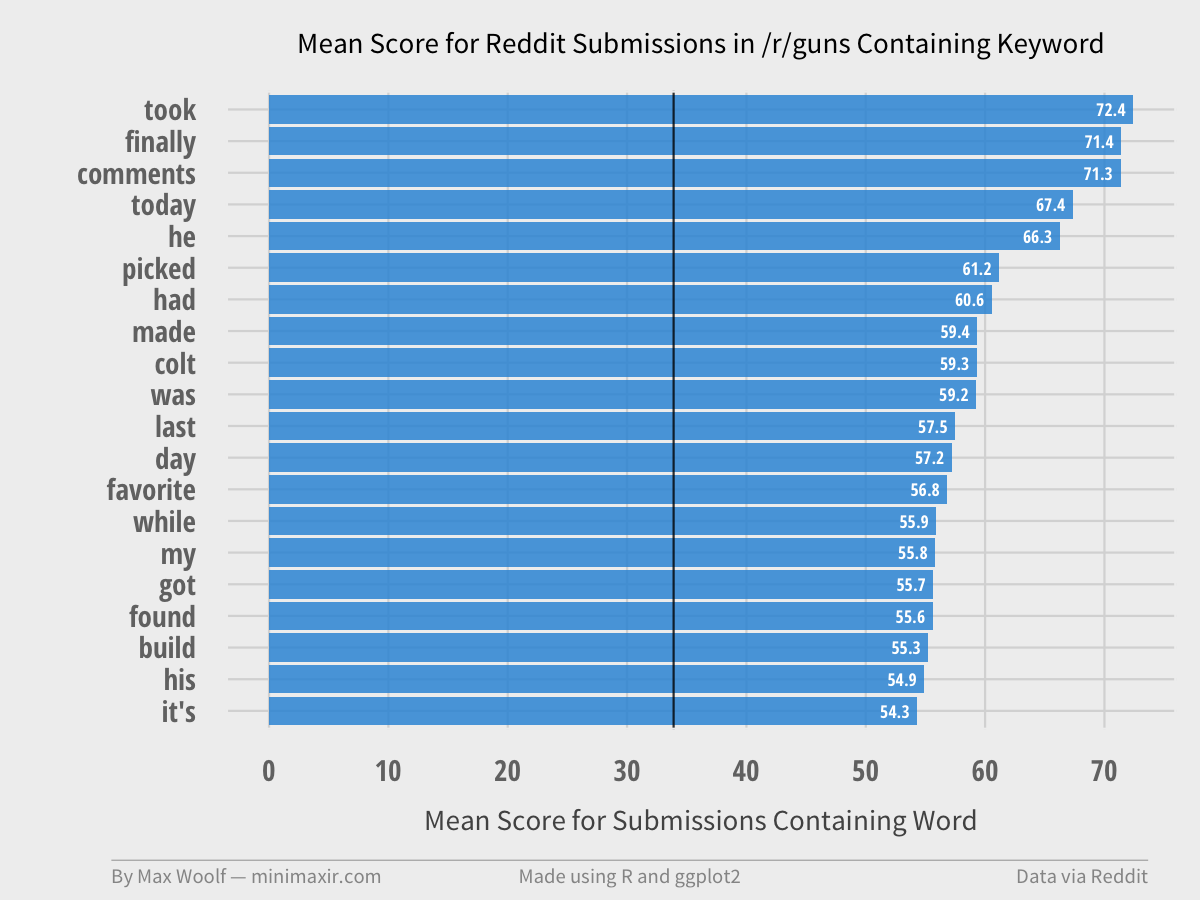 Mean Score for Reddit Submissions in /r/guns Containing Keyword
took 72.4
finally 71.4
comments 71.3
today 67.4
he 66.3
picked 61.2
had 60.6
made 59.4
colt 59.3
was 59.2
last 57.5
day 57.2
favorite 56.8
while 55.9
my 55.8
got 55.7
found 55.6
build 55.3
his 54.9
it's 54.3
0 10 20 30 40 50 60 70
Mean Score for Submissions Containing Word
By Max Woolf — minimaxir.com Made using R and ggplot2 Data via Reddit